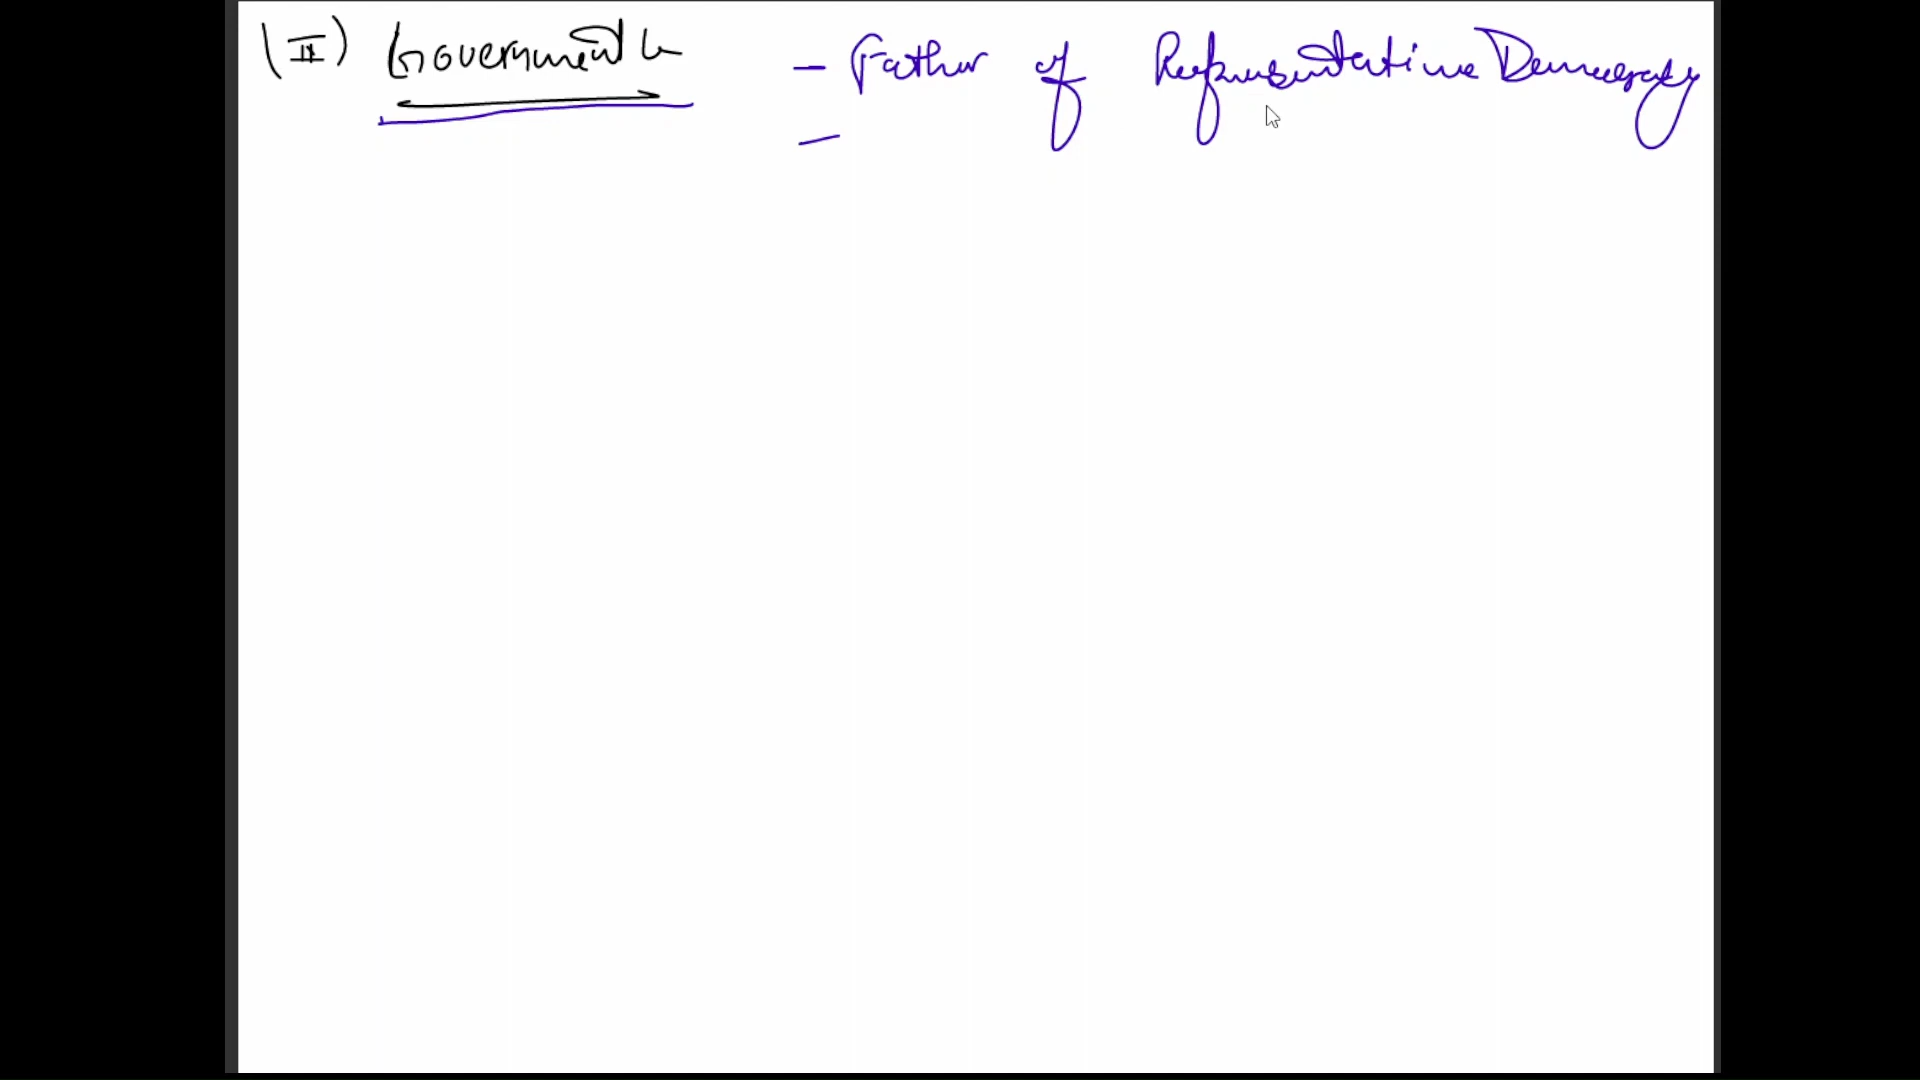 (II) Government
- Father of Representative Democracy
-